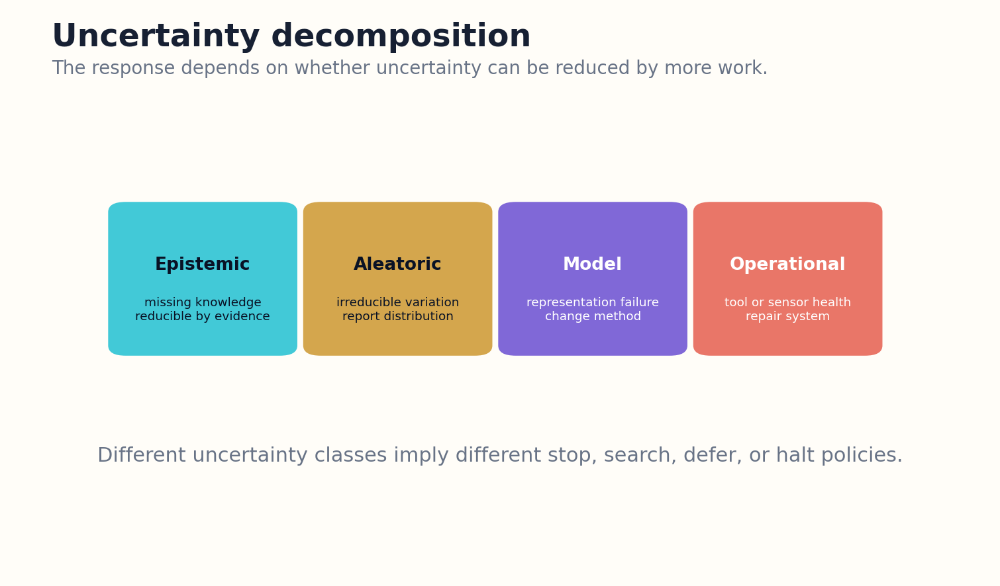 Uncertainty decomposition
The response depends on whether uncertainty can be reduced by more work.
Epistemic
missing knowledge
reducible by evidence
Aleatoric
irreducible variation
report distribution
Model
representation failure
change method
Operational
tool or sensor health
repair system
Different uncertainty classes imply different stop, search, defer, or halt policies.